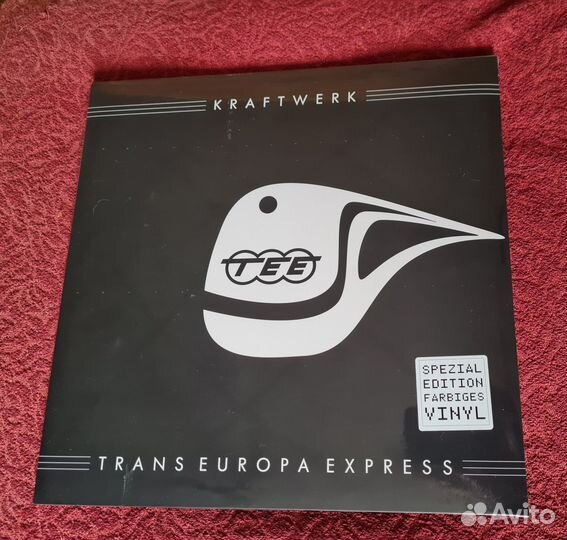 KRAFTWERK
TEE
SPEZIAL
EDITION
FARBIGES
VINYL
TRANS EUROPA EXPRESS
Avito